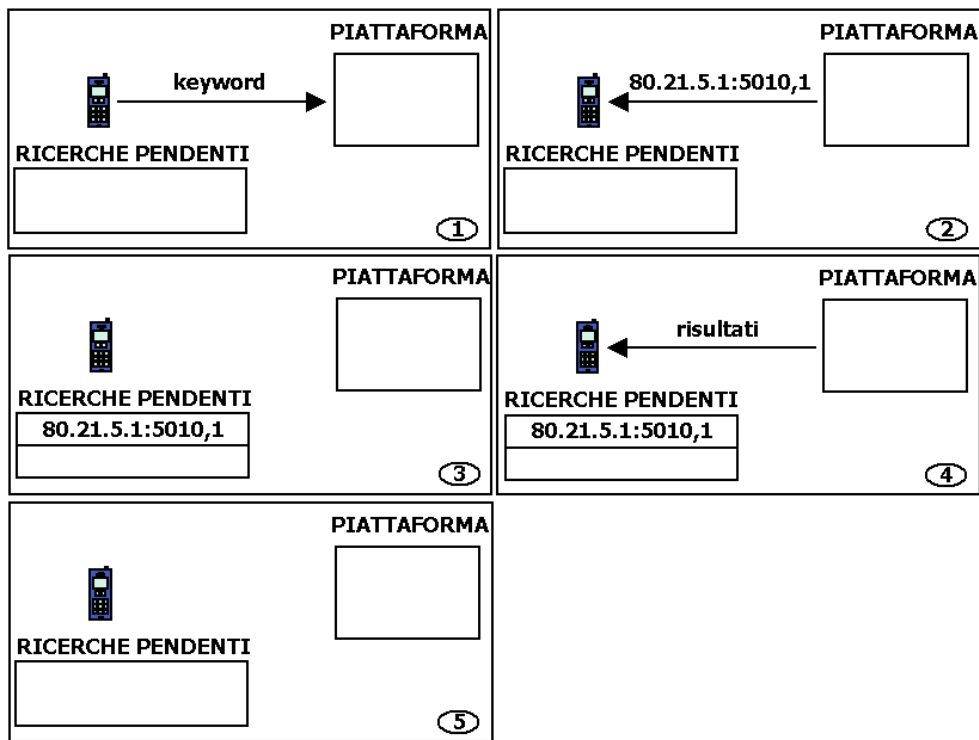 PIATTAFORMA
keyword
RICERCHE PENDENTI
1
PIATTAFORMA
80.21.5.1:5010,1
RICERCHE PENDENTI
2
PIATTAFORMA
RICERCHE PENDENTI
80.21.5.1:5010,1
3
PIATTAFORMA
risultati
RICERCHE PENDENTI
80.21.5.1:5010,1
4
PIATTAFORMA
RICERCHE PENDENTI
5